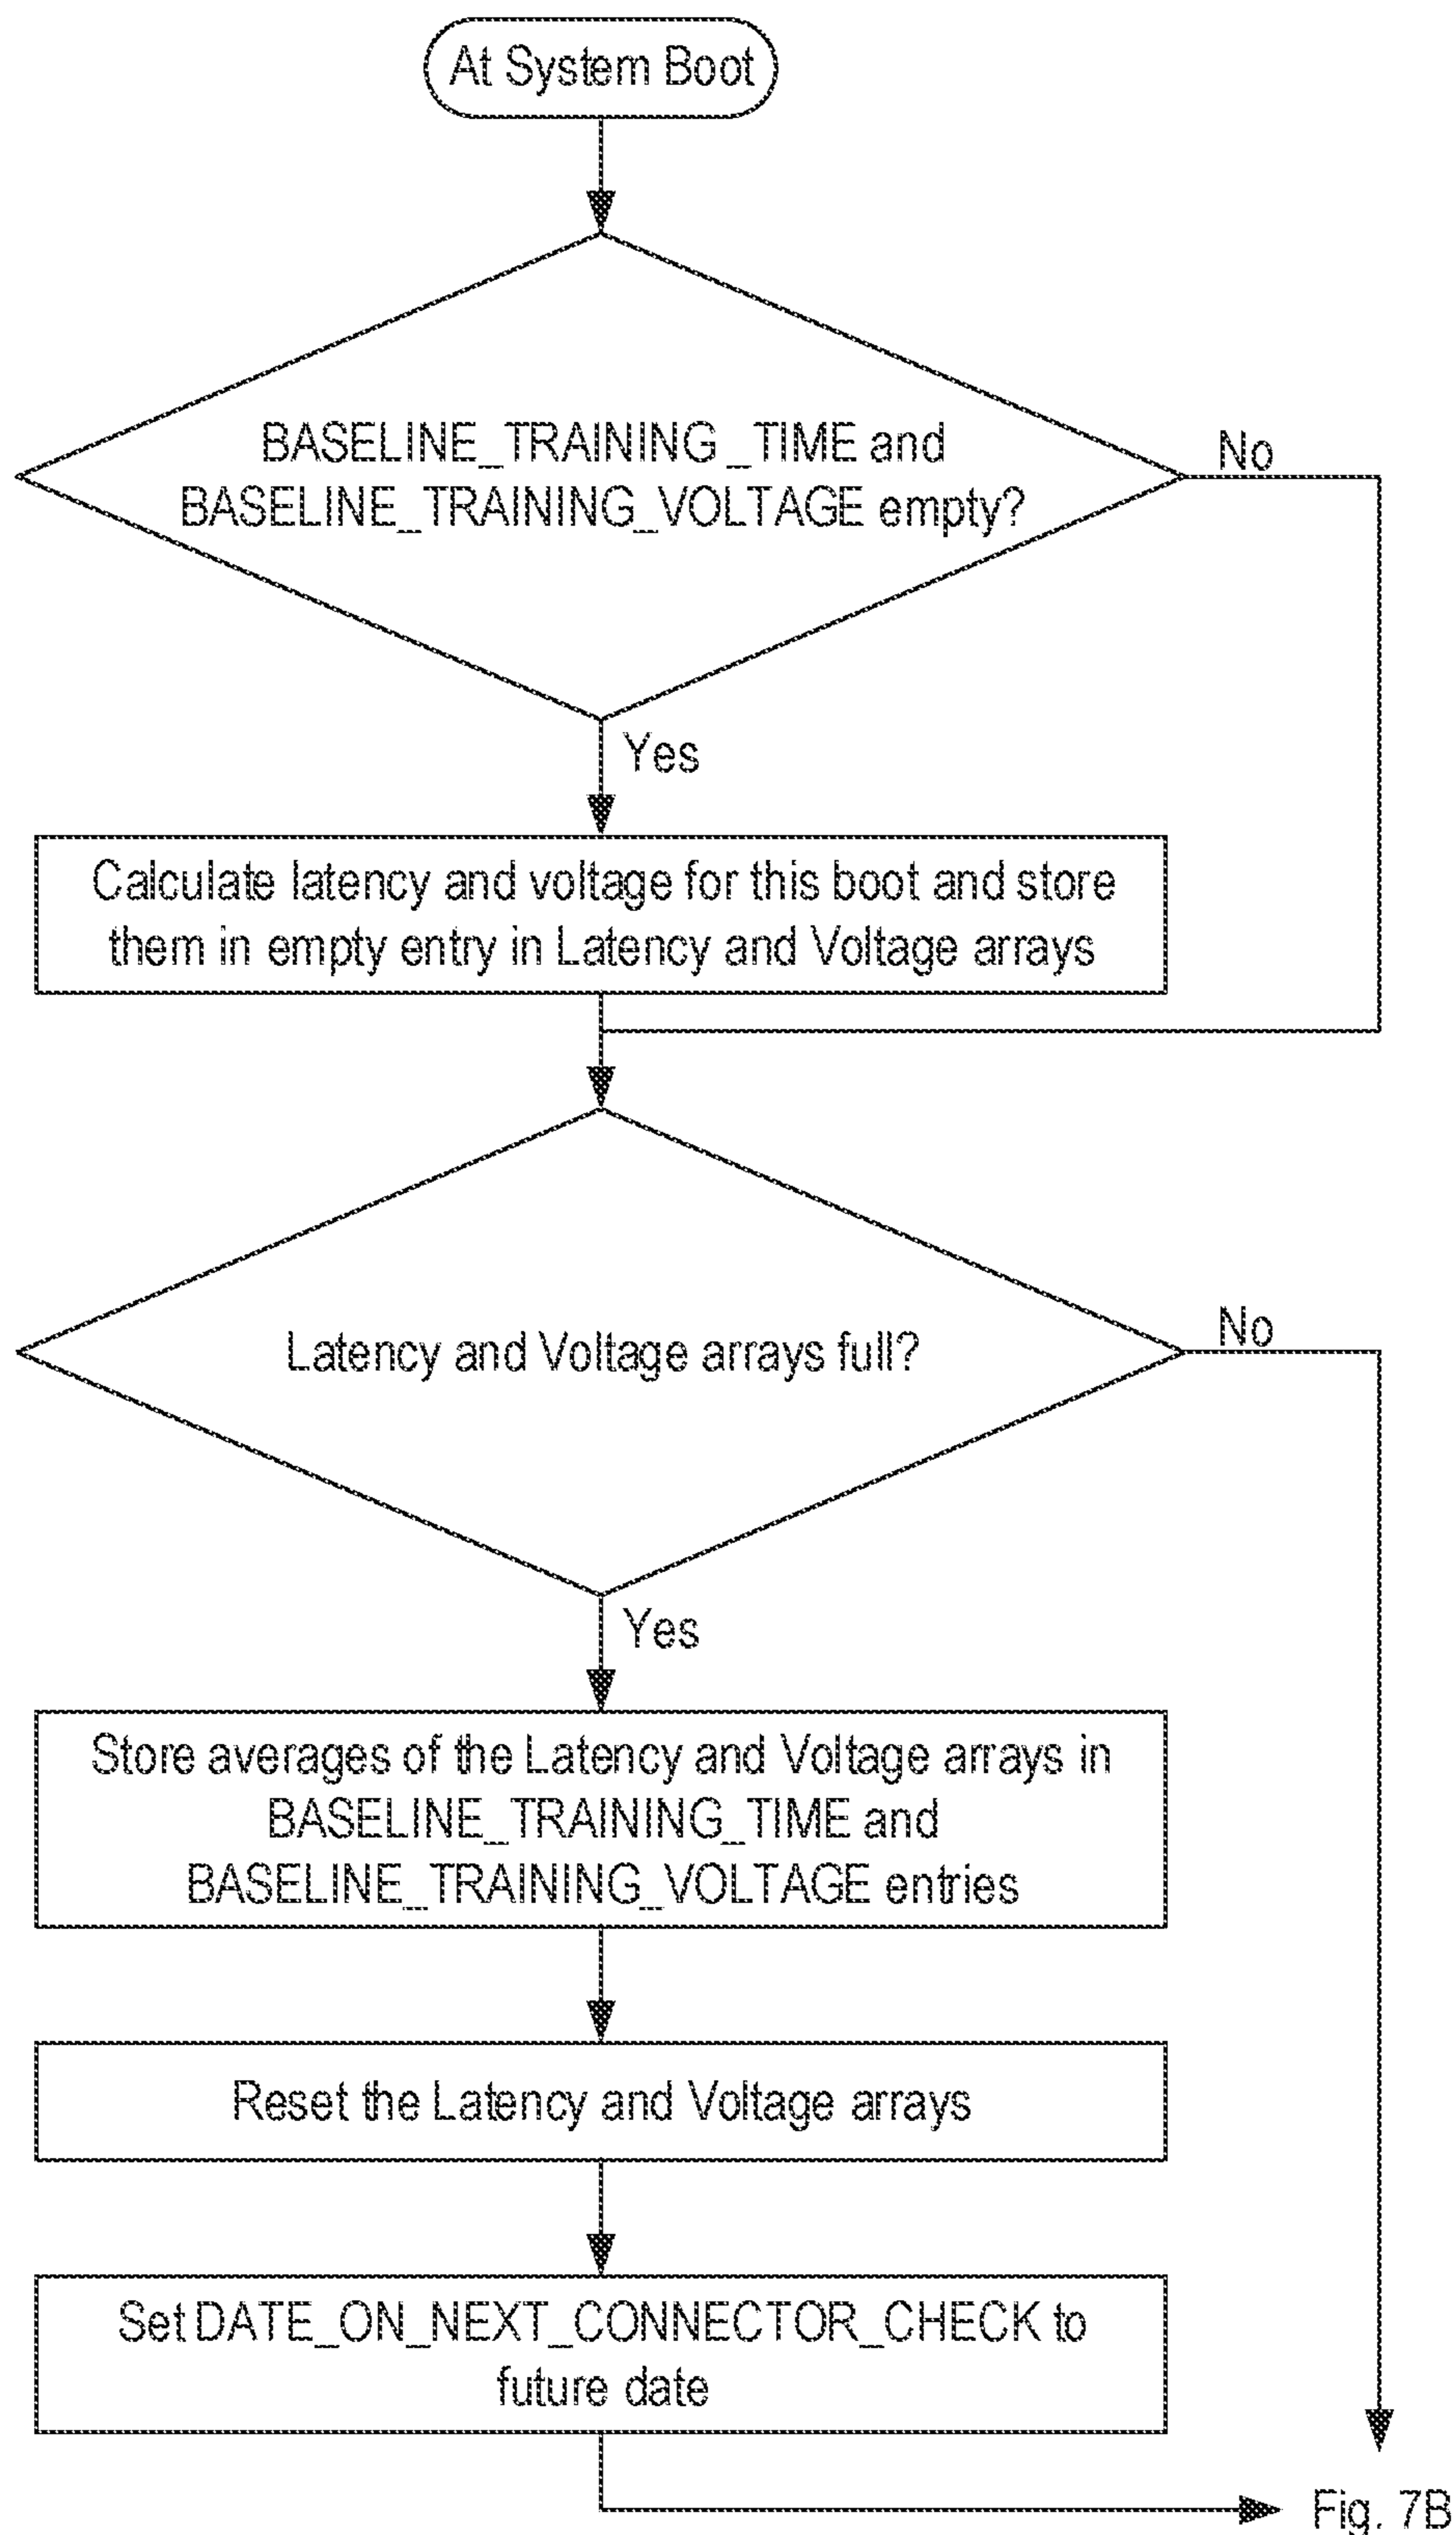 At System Boot
BASELINE_TRAINING _TIME and
BASELINE_TRAINING_VOLTAGE empty?
No
Yes
Calculate latency and voltage for this boot and store
them in empty entry in Latency and Voltage arrays
Latency and Voltage arrays full?
No
Yes
Store averages of the Latency and Voltage arrays in
BASELINE_TRAINING_TIME and
BASELINE_TRAINING_VOLTAGE entries
Reset the Latency and Voltage arrays
Set DATE_ON_NEXT_CONNECTOR_CHECK to
future date
Fig. 7B